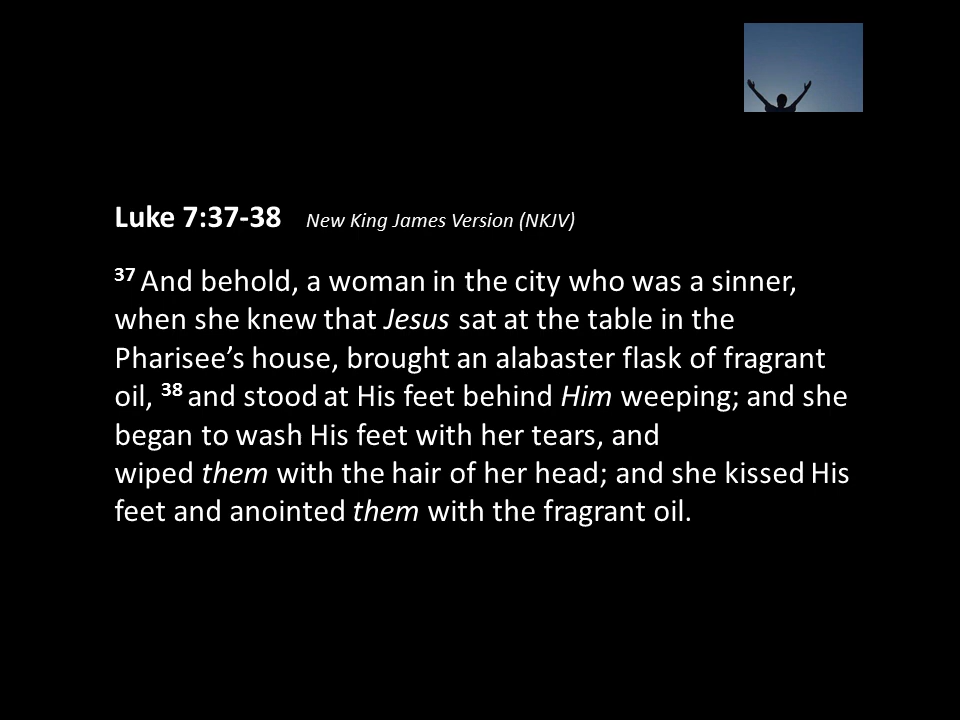 Luke 7:37-38 New King James Version (NKJV)
37 And behold, a woman in the city who was a sinner,
when she knew that Jesus sat at the table in the
Pharisee’s house, brought an alabaster flask of fragrant
oil, 38 and stood at His feet behind Him weeping; and she
began to wash His feet with her tears, and
wiped them with the hair of her head; and she kissed His
feet and anointed them with the fragrant oil.